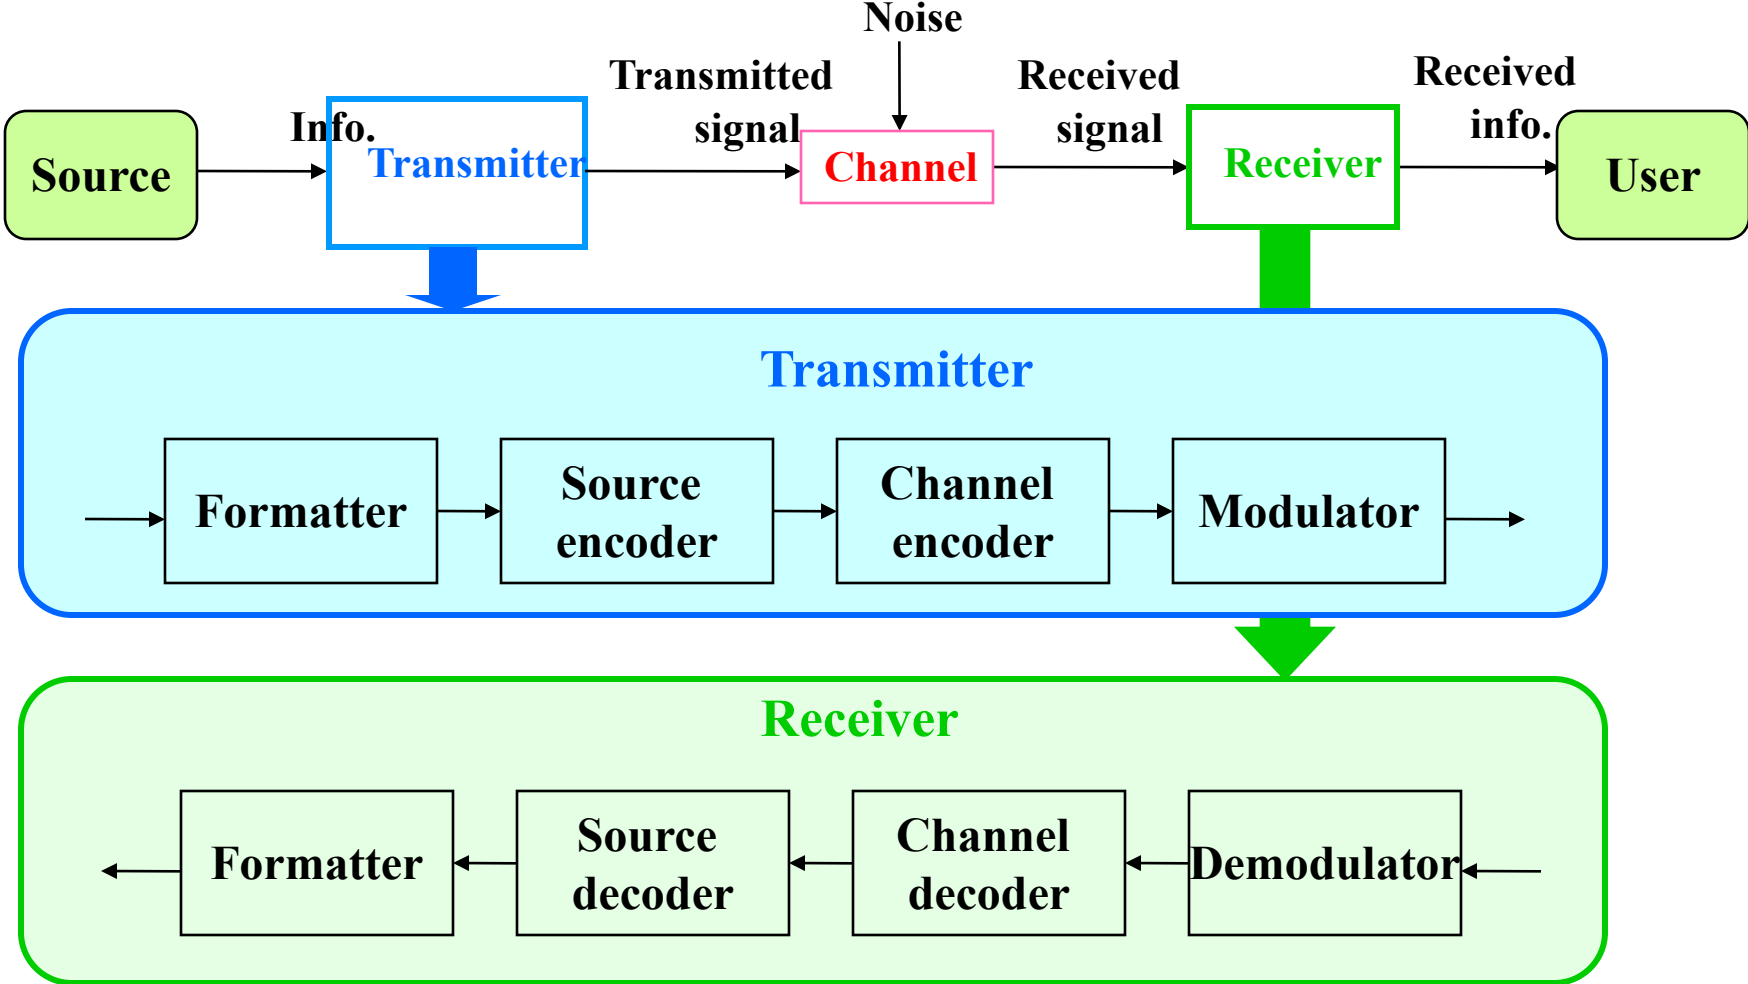 Noise
Transmitted
signal
Received
signal
Received
info.
Info.
Source
Transmitter
Channel
Receiver
User
Transmitter
Formatter
Source
encoder
Channel
encoder
Modulator
Receiver
Formatter
Source
decoder
Channel
decoder
Demodulator